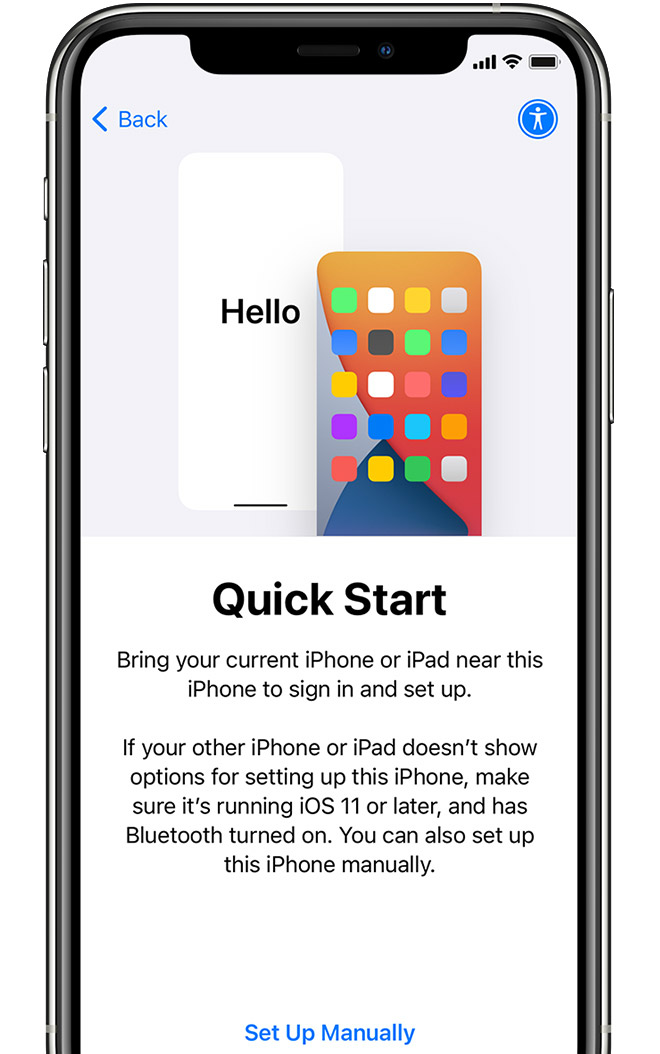 Back
Hello
Quick Start
Bring your current iPhone or iPad near this
iPhone to sign in and set up.
If your other iPhone or iPad doesn’t show
options for setting up this iPhone, make
sure it’s running iOS 11 or later, and has
Bluetooth turned on. You can also set up
this iPhone manually.
Set Up Manually